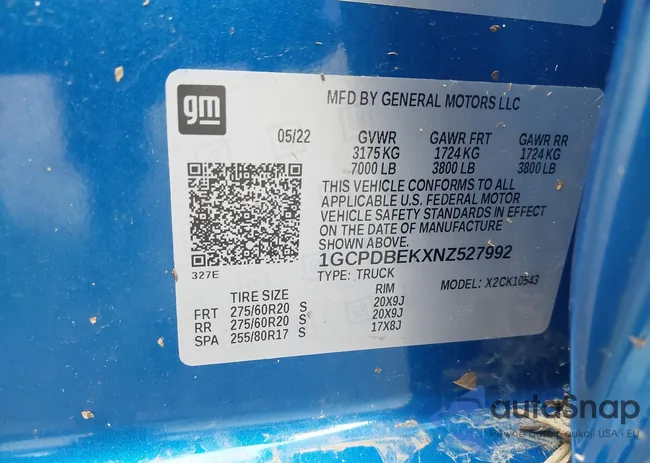 gm
MFD BY GENERAL MOTORS LLC
05/22 GVWR GAWR FRT GAWR RR
3175 KG 1724 KG 1724 KG
7000 LB 3800 LB 3800 LB
THIS VEHICLE CONFORMS TO ALL
APPLICABLE U.S. FEDERAL MOTOR
VEHICLE SAFETY STANDARDS IN EFFECT
ON THE DATE OF MANUFACTURE
SHOWN ABOVE.
1GCPDBEKXNZ527992
327E TYPE: TRUCK MODEL: X2CK10543
TIRE SIZE RIM
FRT 275/60R20 S 20X9J
RR 275/60R20 S 20X9J
SPA 255/80R17 S 17X8J
autoSnap
USA - EU